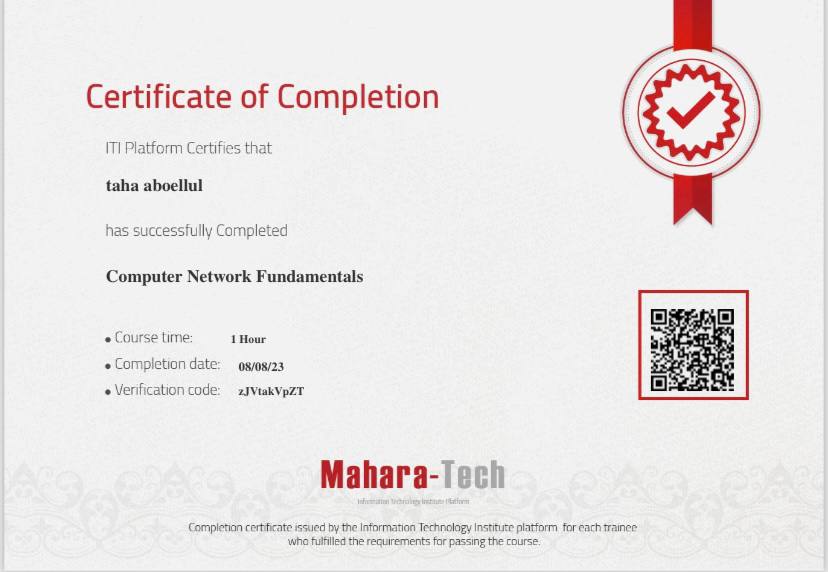 Certificate of Completion
ITI Platform Certifies that
taha aboellul
has successfully Completed
Computer Network Fundamentals
Course time: 1 Hour
Completion date: 08/08/23
Verification code: zJVtakVpZT
Mahara-Tech
Information Technology Institute Platform
Completion certificate issued by the Information Technology Institute platform for each trainee
who fulfilled the requirements for passing the course.